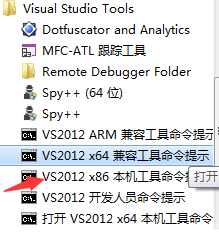 Visual Studio Tools
Dotfuscator and Analytics
MFC-ATL 跟踪工具
Remote Debugger Folder
Spy++ (64 位)
Spy++
VS2012 ARM 兼容工具命令提示
VS2012 x64 兼容工具命令提示
VS2012 x86 本机工具命令 打开
VS2012 开发人员命令提示
打开 VS2012 x64 本机工具命